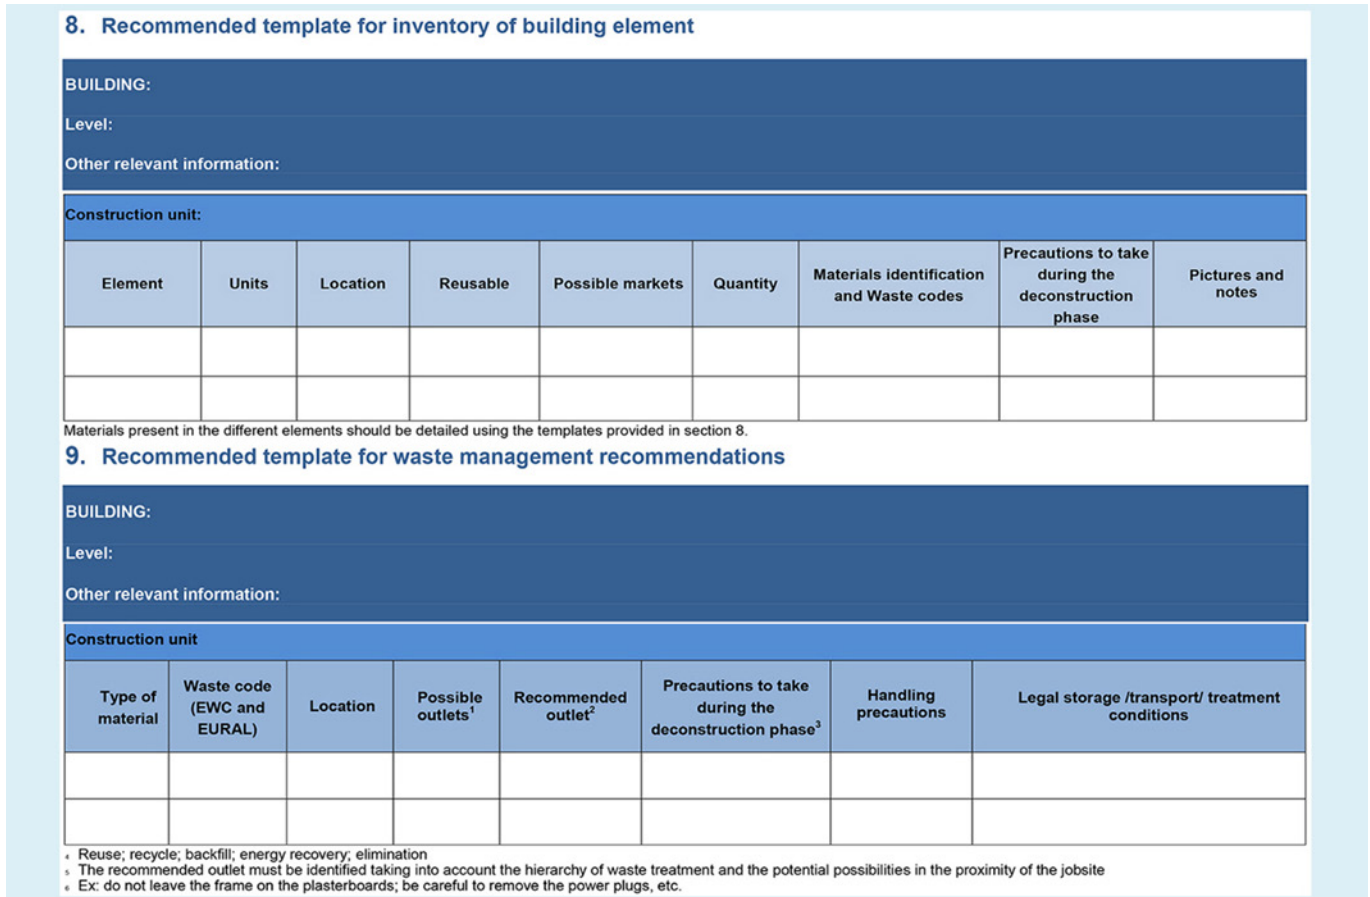 8. Recommended template for inventory of building element
BUILDING:
Level:
Other relevant information:
Construction unit:
Element Units Location Reusable Possible markets Quantity Materials identification and Waste codes Precautions to take during the deconstruction phase Pictures and notes
Materials present in the different elements should be detailed using the templates provided in section 8.
9. Recommended template for waste management recommendations
BUILDING:
Level:
Other relevant information:
Construction unit
Type of material Waste code (EWC and EURAL) Location Possible outlets1 Recommended outlet2 Precautions to take during the deconstruction phase3 Handling precautions Legal storage /transport/ treatment conditions
4 Reuse; recycle; backfill; energy recovery; elimination
5 The recommended outlet must be identified taking into account the hierarchy of waste treatment and the potential possibilities in the proximity of the jobsite
6 Ex: do not leave the frame on the plasterboards; be careful to remove the power plugs, etc.